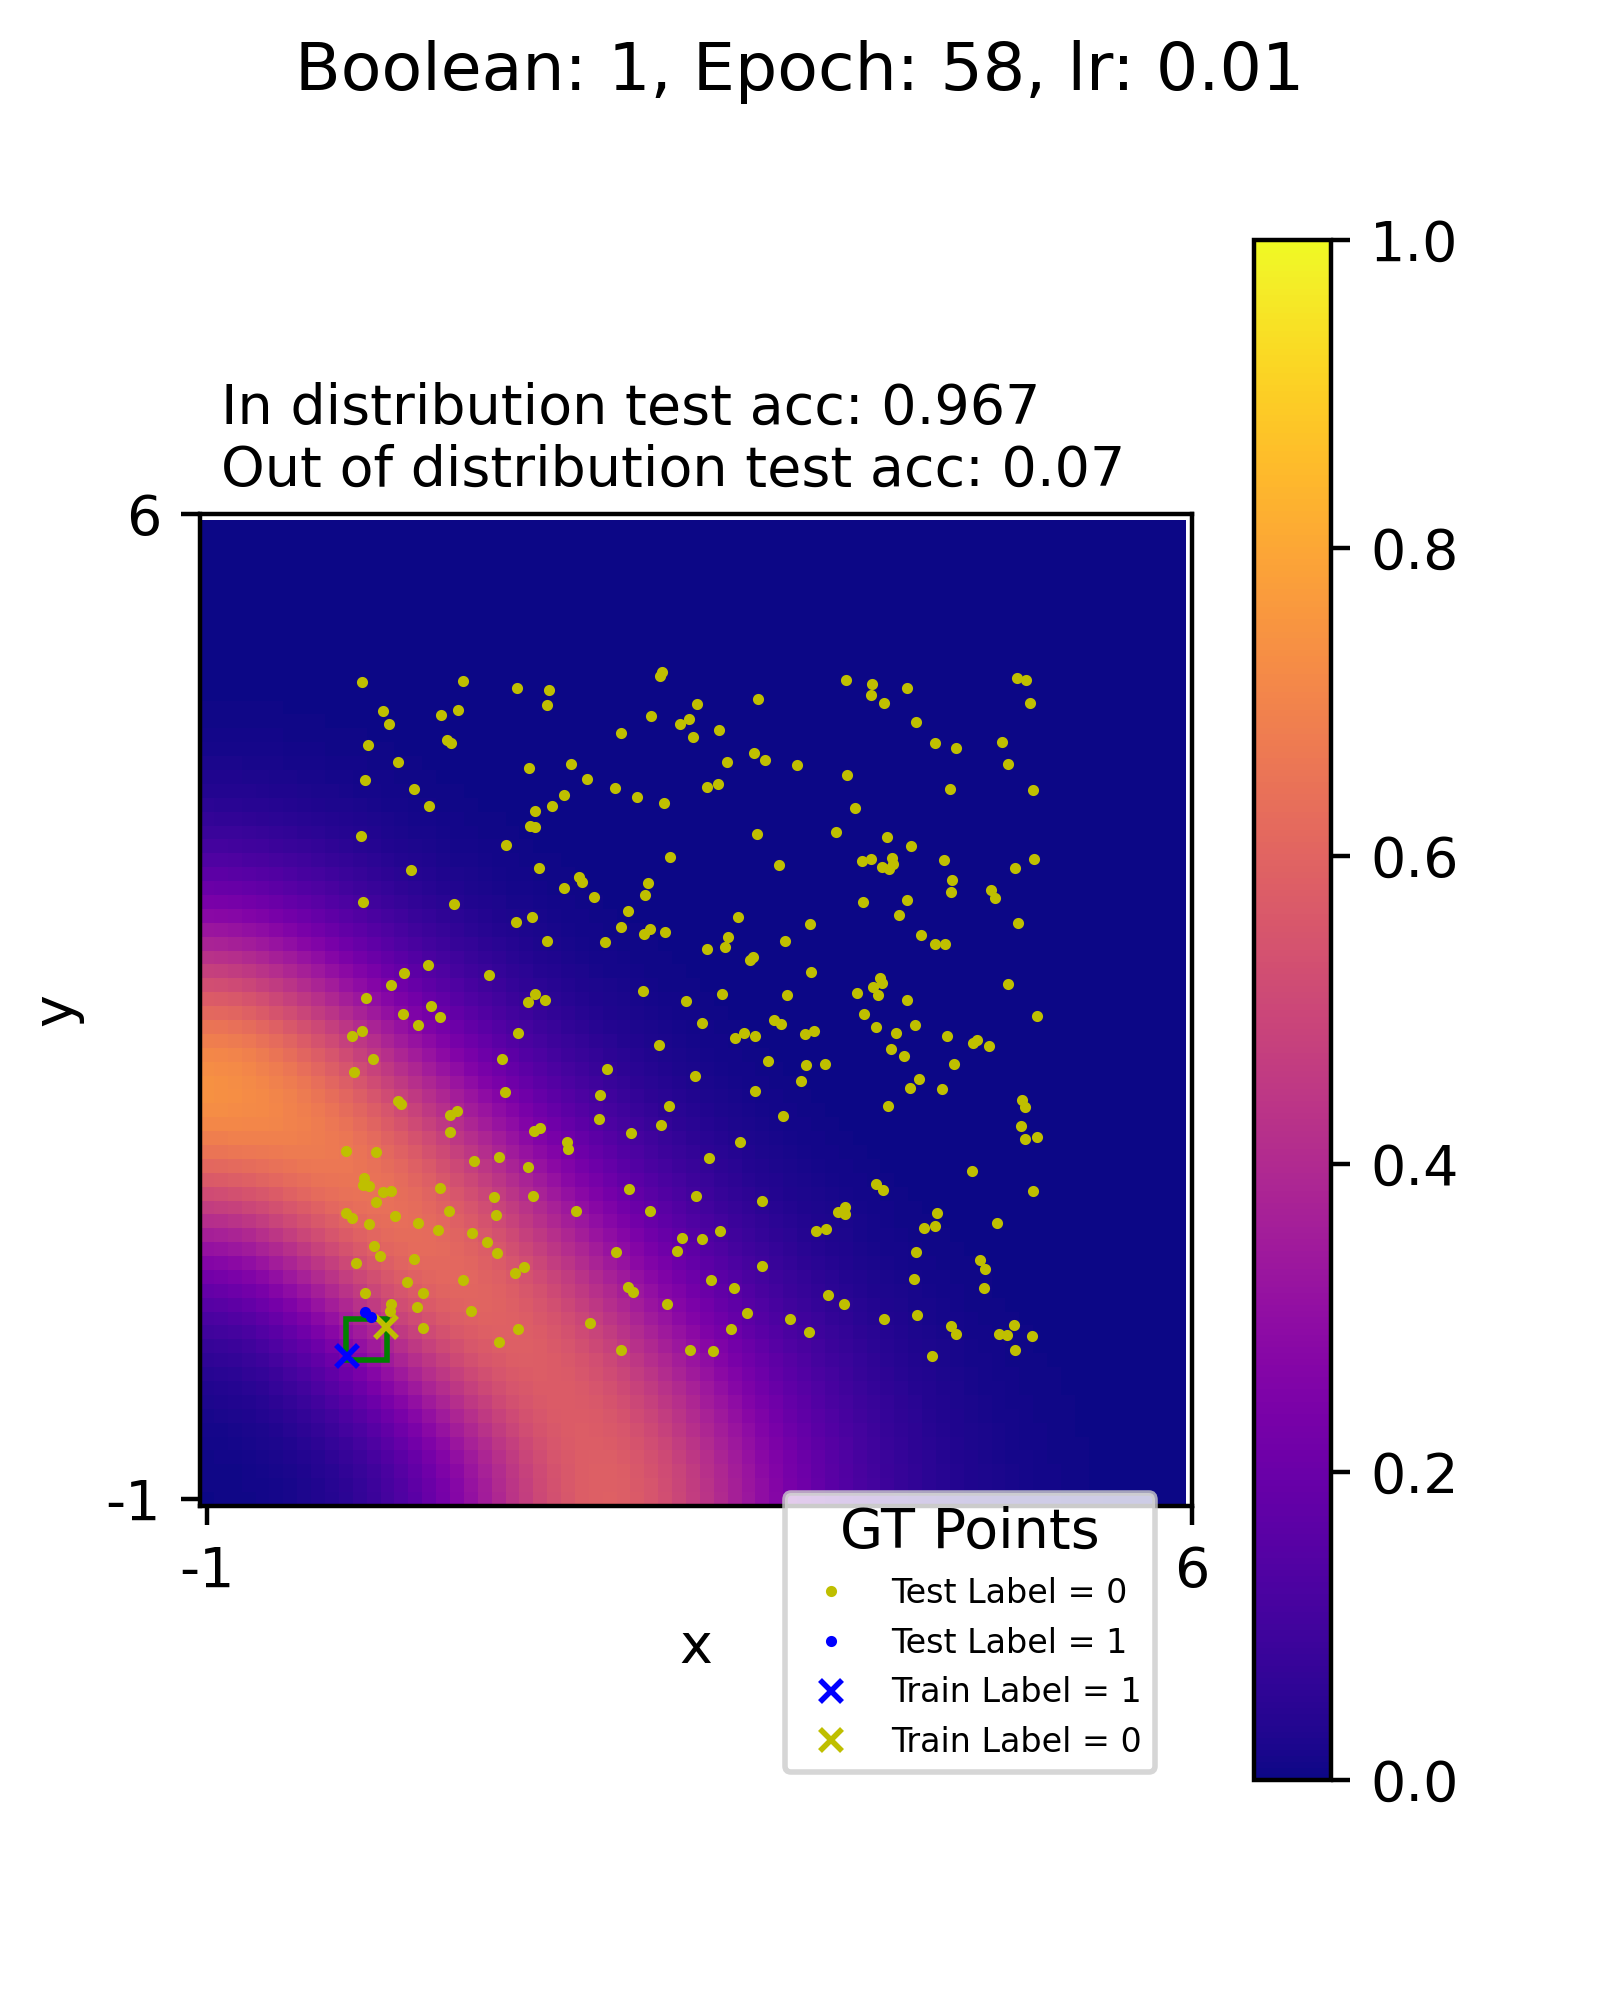 Boolean: 1, Epoch: 58, lr: 0.01
In distribution test acc: 0.967
Out of distribution test acc: 0.07
6
y
-1
-1
6
x
GT Points
Test Label = 0
Test Label = 1
Train Label = 1
Train Label = 0
1.0
0.8
0.6
0.4
0.2
0.0